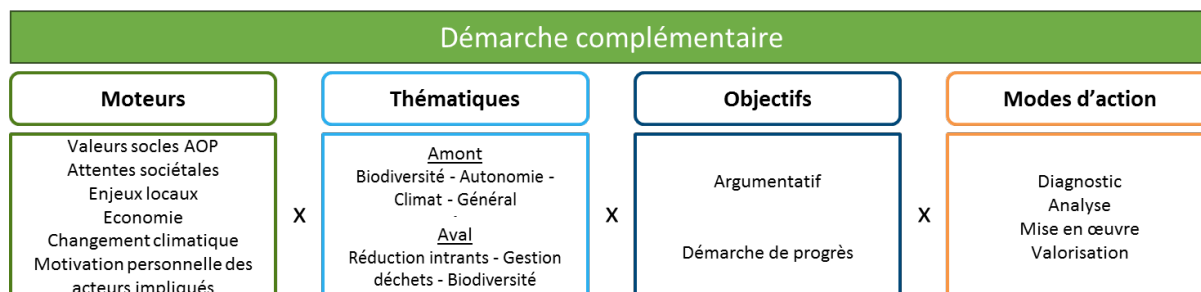 Démarche complémentaire
Moteurs
Valeurs socles AOP
Attentes sociétales
Enjeux locaux
Economie
Changement climatique
Motivation personnelle des
acteurs impliqués
X
Thématiques
Amont
Biodiversité - Autonomie -
Climat - Général
-
Aval
Réduction intrants - Gestion
déchets - Biodiversité
X
Objectifs
Argumentatif
Démarche de progrès
X
Modes d’action
Diagnostic
Analyse
Mise en œuvre
Valorisation